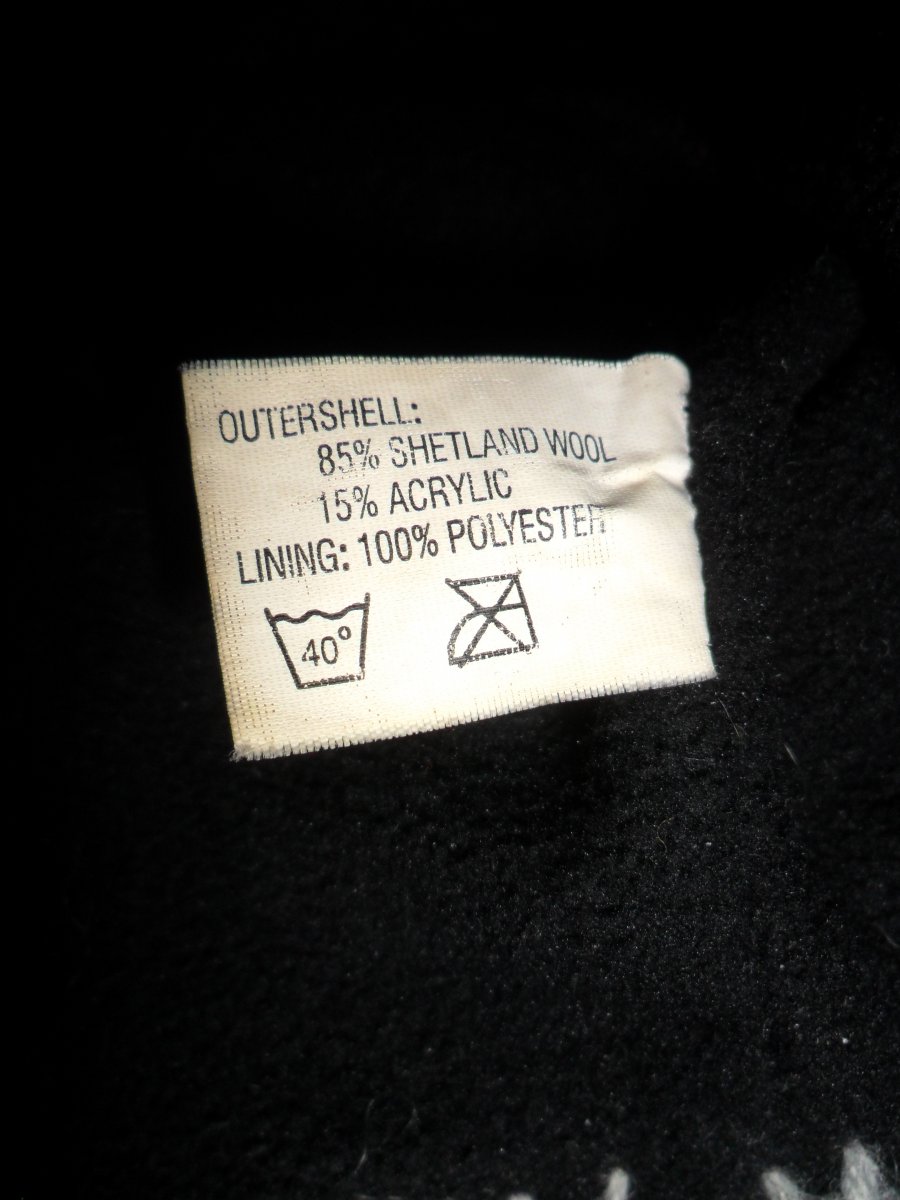 OUTERSHELL:
85% SHETLAND WOOL
15% ACRYLIC
LINING: 100% POLYESTER
40°